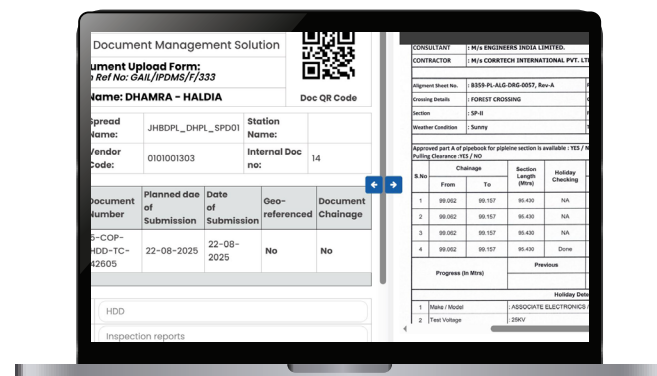 Document Management Solution
ument Upload Form:
n Ref No: GAIL/IPDMS/F/333
Name: DHAMRA - HALDIA
Doc QR Code
Spread Name:
JHBDPL_DHPL_SPD01
Station Name:
Vendor Code:
0101001303
Internal Doc no:
14
Document Number
Planned dae of Submission
Date of Submission
Geo-referenced
Document Chainage
5-COP-HDD-TC-42605
22-08-2025
22-08-2025
No
No
HDD
Inspection reports
CONSULTANT : M/s ENGINEERS INDIA LIMITED.
CONTRACTOR : M/s CORRTECH INTERNATIONAL PVT. LT
Allgment Sheet No. : B359-PL-ALG-DRG-0057, Rev-A
Crossing Details : FOREST CROSSING
Section : SP-II
Weather Condition : Sunny
Approved part A of pipebook for pipleine section is available : YES / N
Pulling Clearance :YES / NO
S.No
Chainage
From
To
Section Length (Mtrs)
Holiday Checking
1 99.062 99.157 95.430 NA
2 99.062 99.157 95.430 NA
3 99.062 99.157 95.430 NA
4 99.062 99.157 95.430 Done
Progress (In Mtrs)
Previous
Holiday Dete
1 Make / Model : ASSOCIATE ELECTRONICS /
2 Test Voltage : 25KV